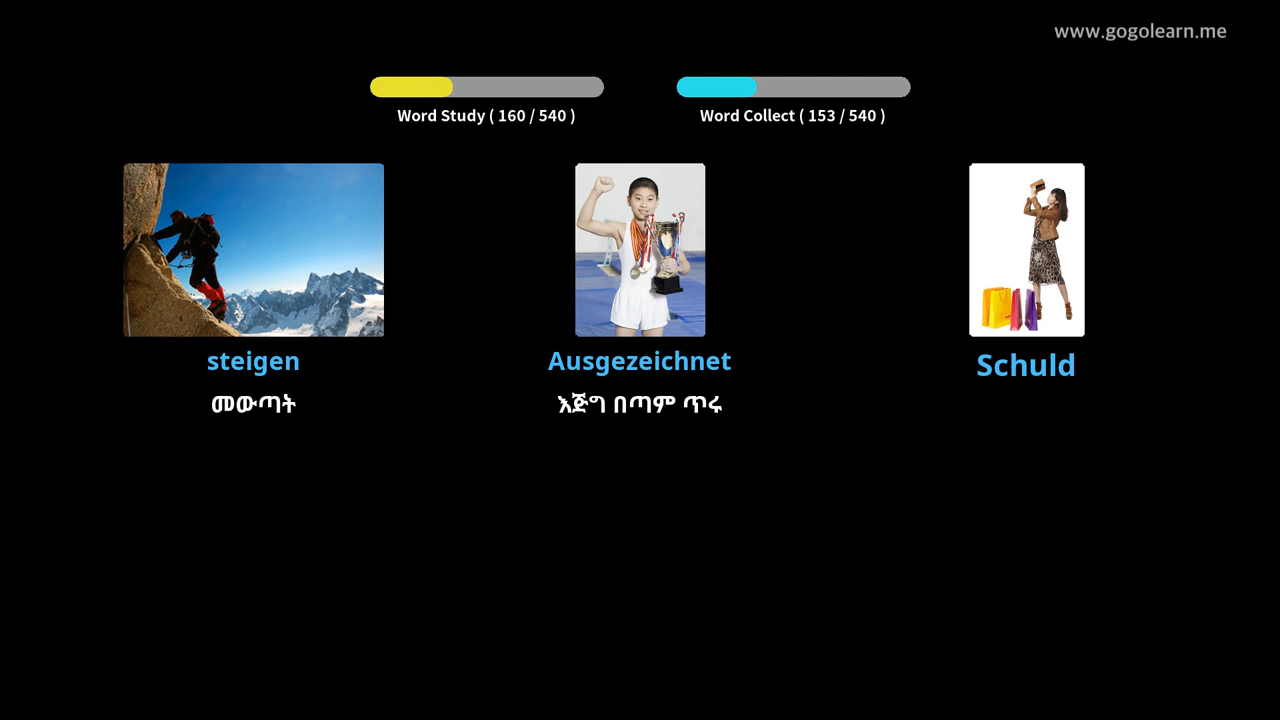 www.gogolearn.me
Word Study ( 160 / 540 )
Word Collect ( 153 / 540 )
steigen
Ausgezeichnet
Schuld
መውጣት
እጅግ በጣም ጥሩ